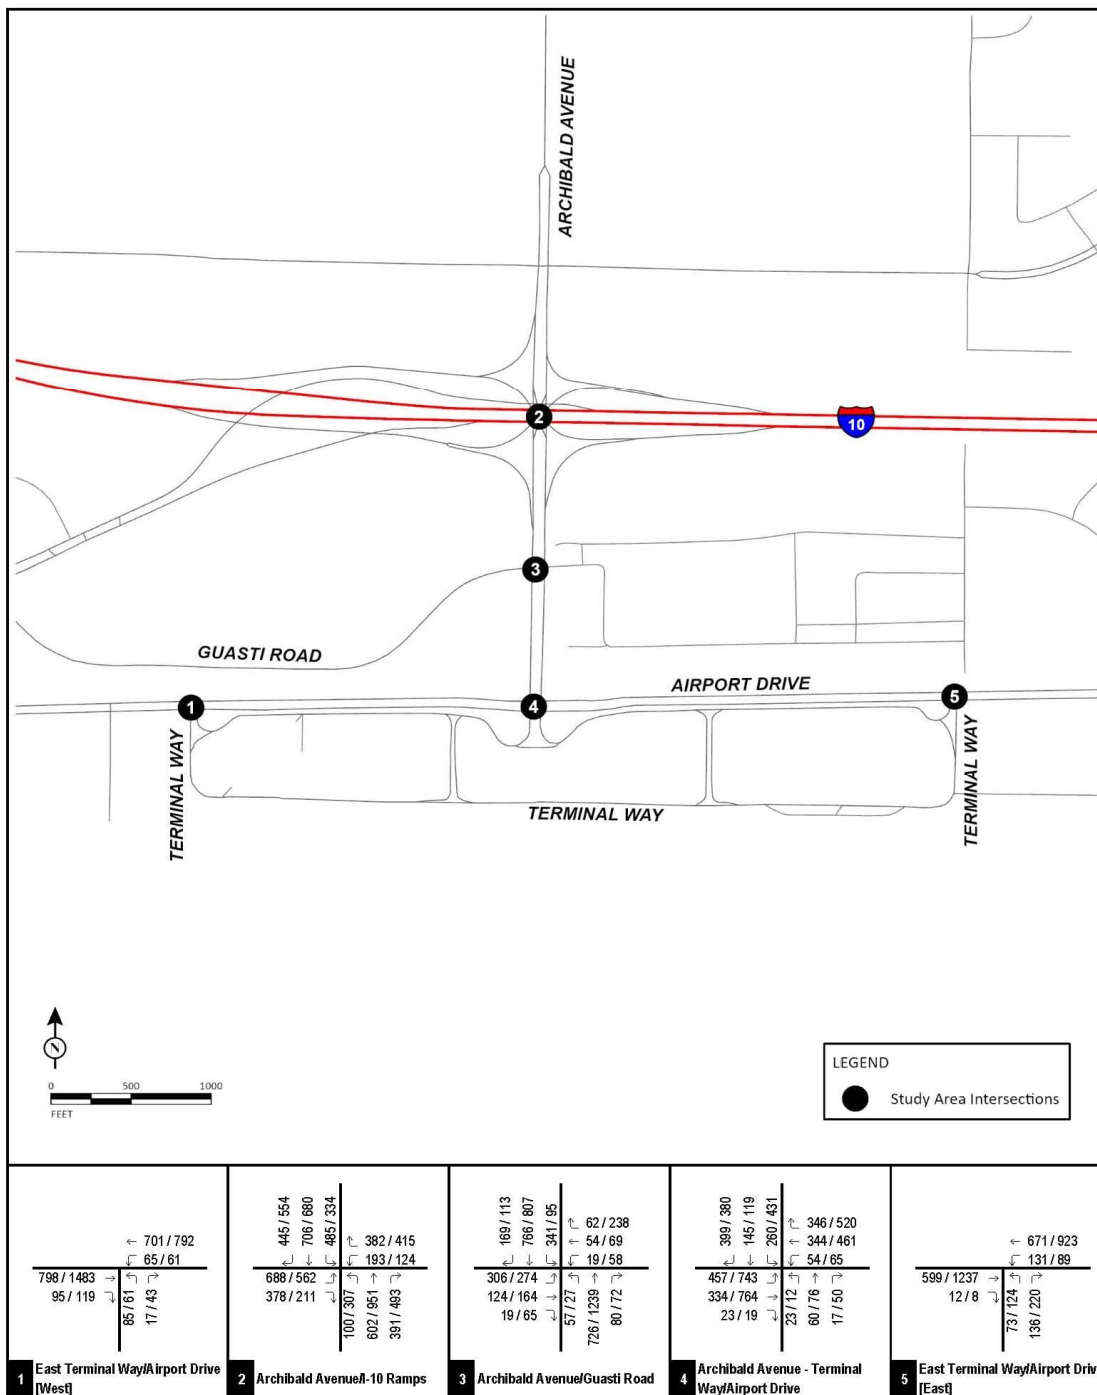 ARCHIBALD AVENUE
2
10
3
GUASTI ROAD
AIRPORT DRIVE
1
4
5
TERMINAL WAY
TERMINAL WAY
TERMINAL WAY
N
0 500 1000
FEET
LEGEND
Study Area Intersections
701 / 792
65 / 61
798 / 1483
95 / 119
85 / 61
17 / 43
1 East Terminal Way/Airport Drive
[West]
445 / 554
706 / 680
485 / 334
382 / 415
193 / 124
688 / 562
378 / 211
100 / 307
602 / 951
391 / 493
2 Archibald Avenue/I-10 Ramps
169 / 113
766 / 807
341 / 95
62 / 238
54 / 69
19 / 58
306 / 274
124 / 164
19 / 65
57 / 27
726 / 1239
80 / 72
3 Archibald Avenue/Guasti Road
399 / 380
145 / 119
260 / 431
346 / 520
344 / 461
54 / 65
457 / 743
334 / 764
23 / 19
23 / 12
60 / 76
17 / 50
4 Archibald Avenue - Terminal
Way/Airport Drive
671 / 923
131 / 89
599 / 1237
12 / 8
73 / 124
136 / 220
5 East Terminal Way/Airport Driv
[East]